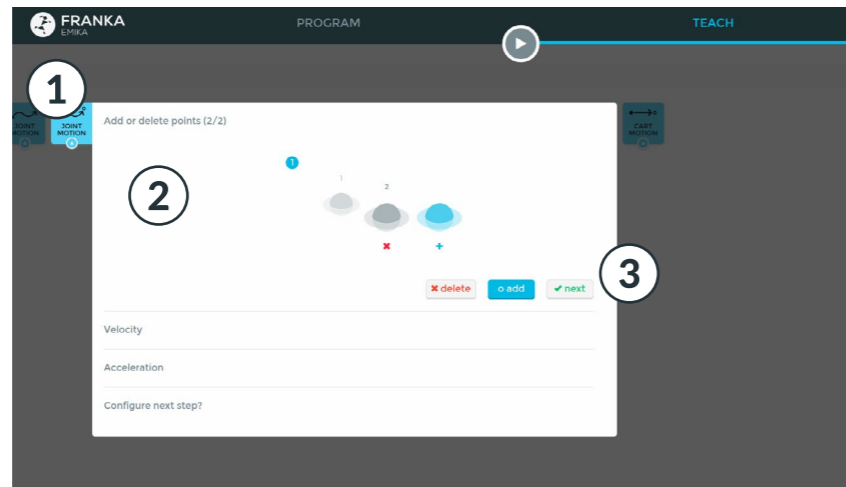 FRANKA
EMIKA
PROGRAM
TEACH
1
JOINT
MOTION
JOINT
MOTION
CART
MOTION
Add or delete points (2/2)
2
1
1
2
3
delete
add
next
Velocity
Acceleration
Configure next step?